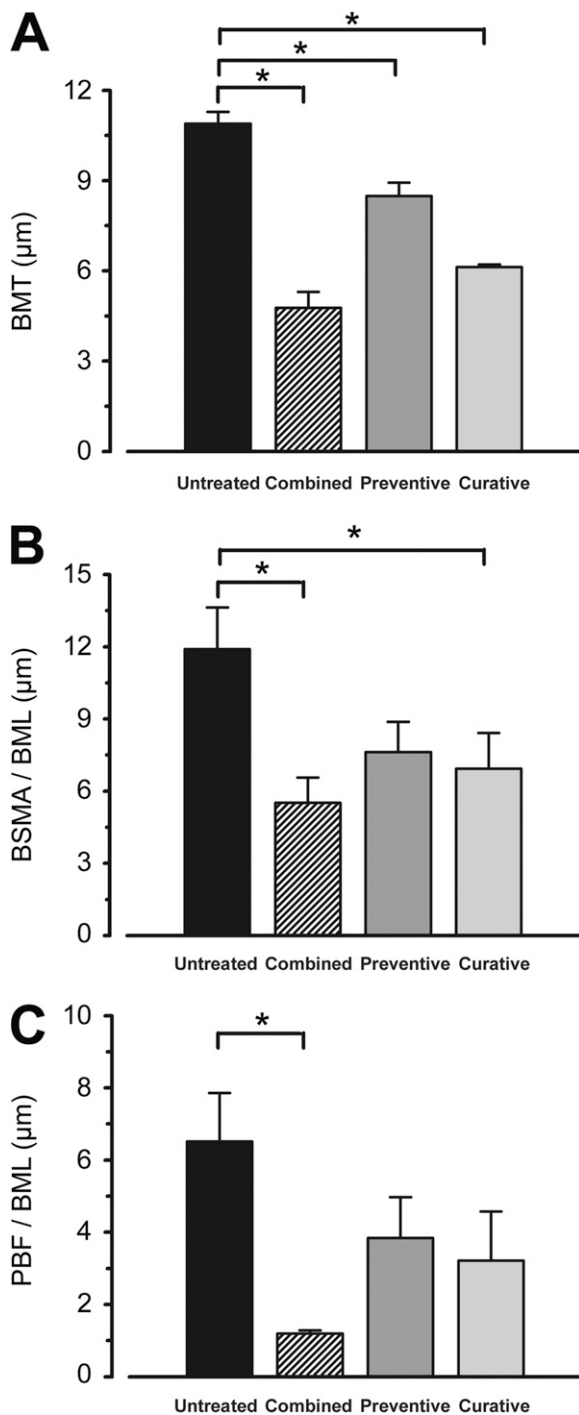 A
*
*
*
12
9
6
3
0
BMT (μm)
Untreated Combined Preventive Curative
B
*
*
15
12
9
6
3
0
BSMA / BML (μm)
Untreated Combined Preventive Curative
C
*
10
8
6
4
2
0
PBF / BML (μm)
Untreated Combined Preventive Curative